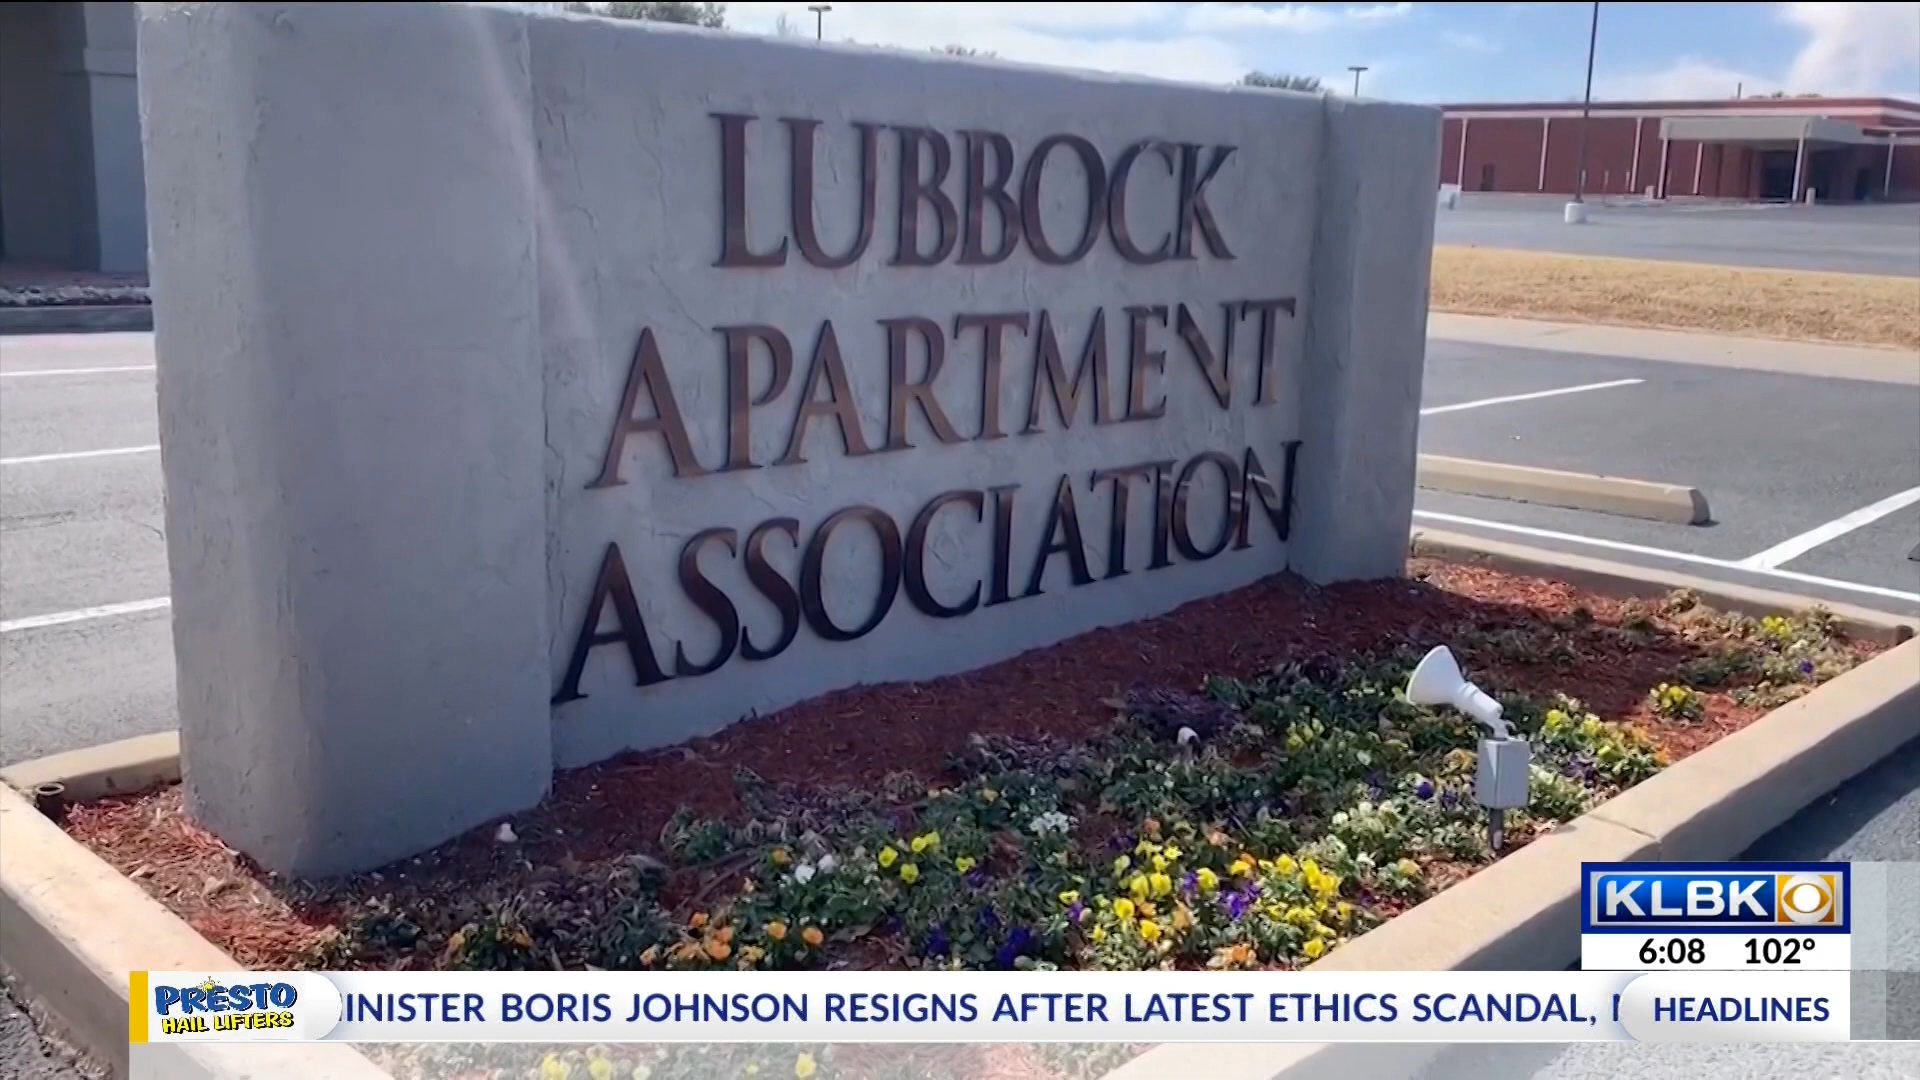 LUBBOCK
APARTMENT
ASSOCIATION
KLBK
6:08 102°
PRESTO
HAIL LIFTERS
INISTER BORIS JOHNSON RESIGNS AFTER LATEST ETHICS SCANDAL,
HEADLINES